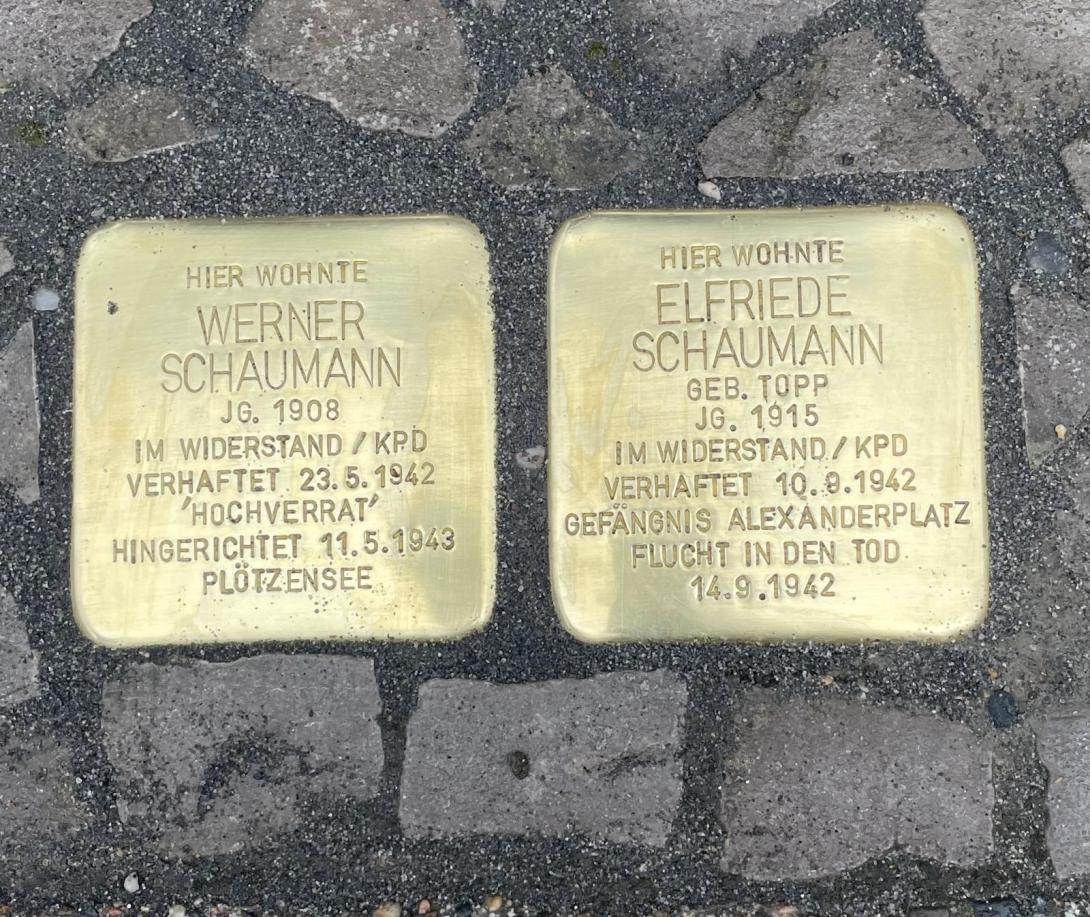 HIER WOHNTE
WERNER
SCHAUMANN
JG. 1908
IM WIDERSTAND / KPD
VERHAFTET 23.5.1942
'HOCHVERRAT'
HINGERICHTET 11.5.1943
PLÖTZENSEE
HIER WOHNTE
ELFRIEDE
SCHAUMANN
GEB. TOPP
JG. 1915
IM WIDERSTAND / KPD
VERHAFTET 10.9.1942
GEFÄNGNIS ALEXANDERPLATZ
FLUCHT IN DEN TOD
14.9.1942